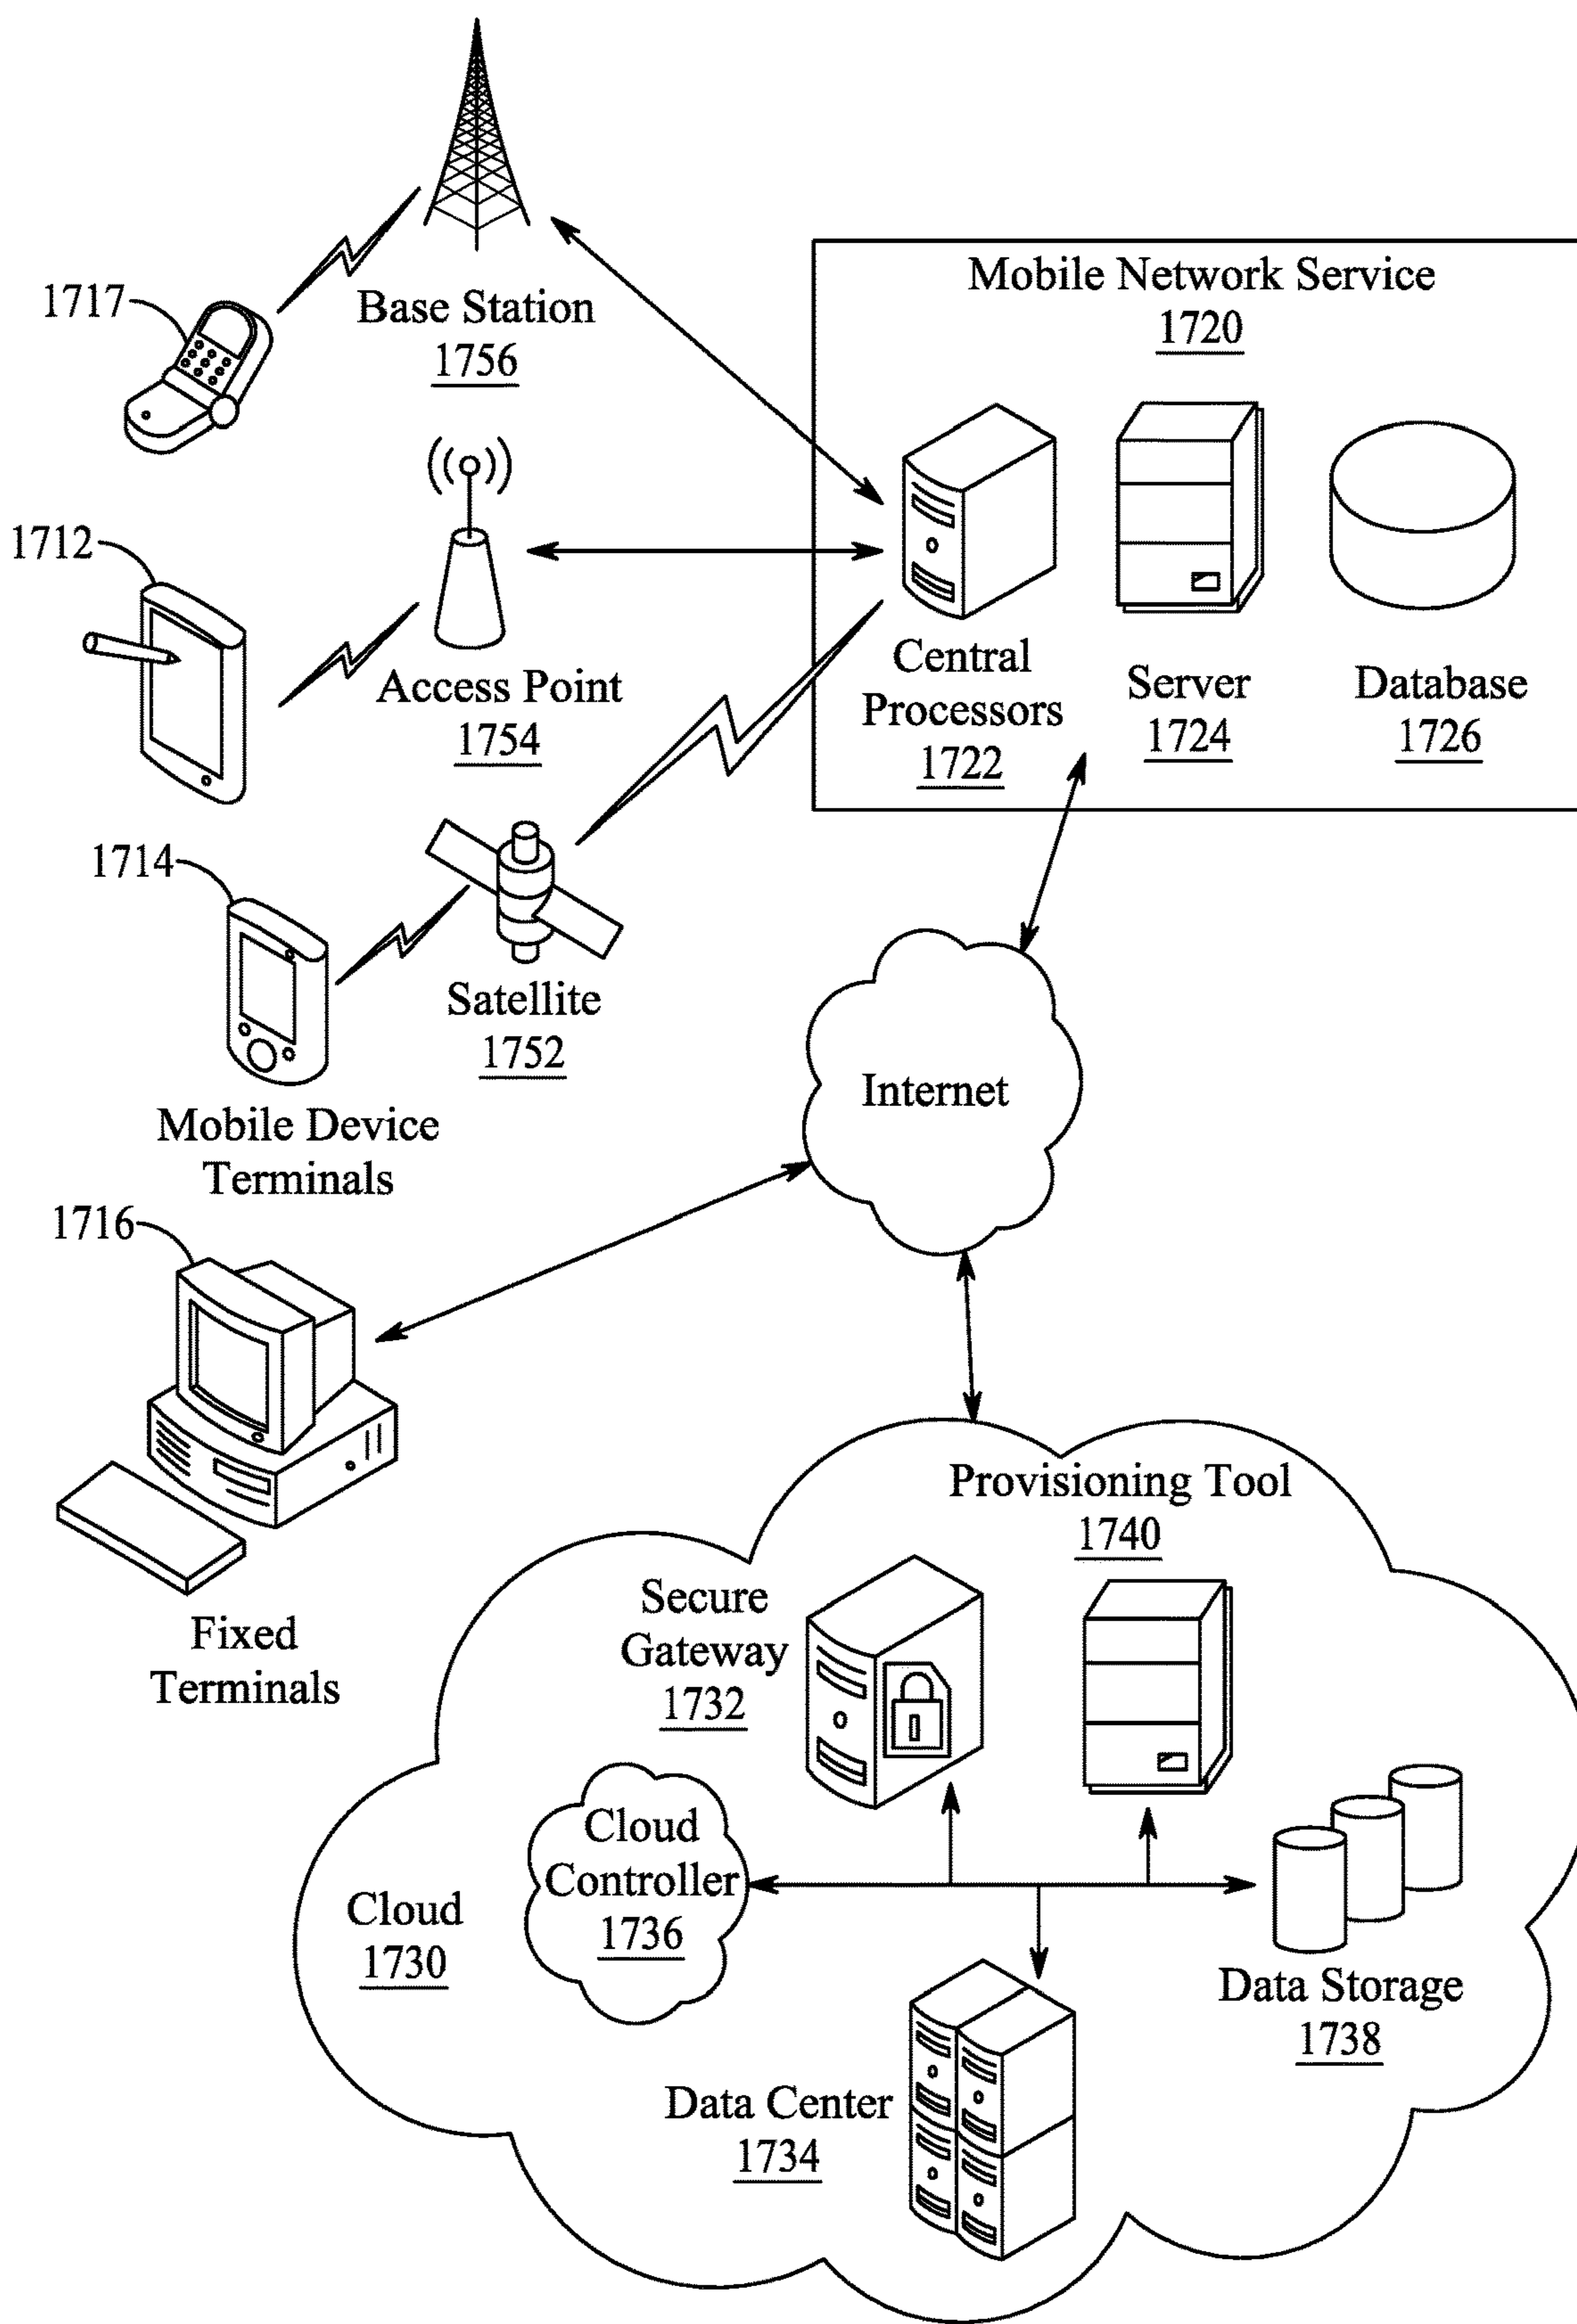 1717
Base Station
1756
Mobile Network Service
1720
1712
Access Point
1754
Central
Processors
1722
Server
1724
Database
1726
1714
Satellite
1752
Mobile Device
Terminals
Internet
1716
Fixed
Terminals
Provisioning Tool
1740
Secure
Gateway
1732
Cloud
Controller
1736
Cloud
1730
Data Storage
1738
Data Center
1734